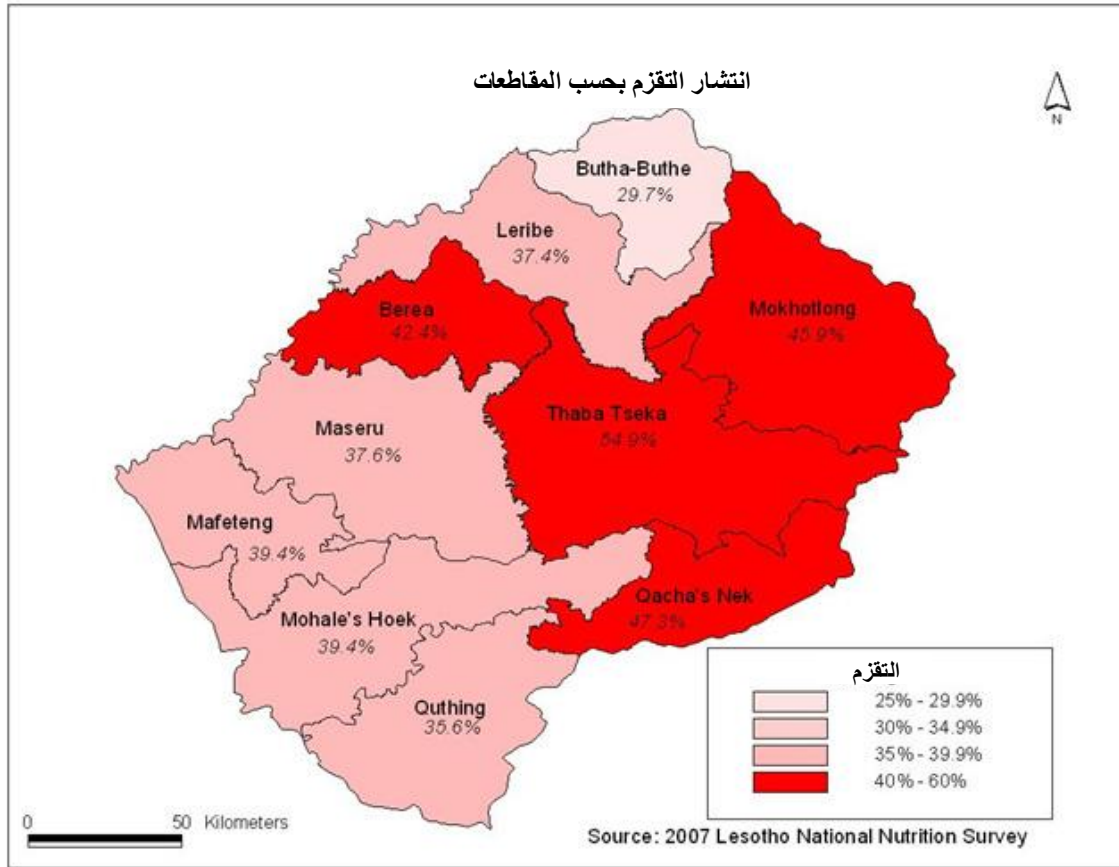 انتشار التقزم بحسب المقاطعات
N
Butha-Buthe
29.7%
Leribe
37.4%
Berea
42.4%
Mokhotlong
45.9%
Thaba Tseka
54.9%
Maseru
37.6%
Mafeteng
39.4%
Qacha's Nek
47.3%
Mohale's Hoek
39.4%
Quthing
35.6%
التقزم
25% - 29.9%
30% - 34.9%
35% - 39.9%
40% - 60%
0 50 Kilometers
Source: 2007 Lesotho National Nutrition Survey